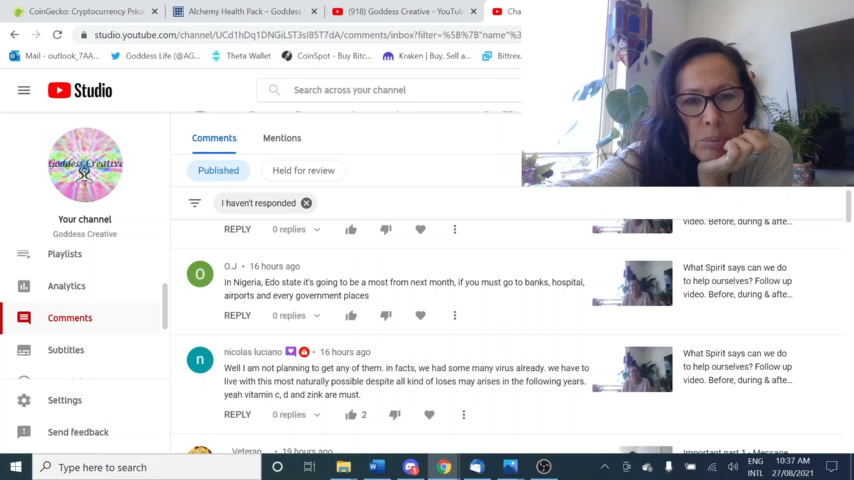 CoinGecko: Cryptocurrency Price
Alchemy Health Pack – Goddess
(918) Goddess Creative - YouTub
Cha
studio.youtube.com/channel/UCd1hDq1DNGiLST3sI85T7dA/comments/inbox?filter=%5B%7B"name"%3
Mail - outlook_7AA...
Goddess Life (@AG...
Theta Wallet
CoinSpot - Buy Bitc...
Kraken | Buy, Sell a...
Bittrex
Studio
Search across your channel
Goddess Creative
Your channel
Goddess Creative
Playlists
Analytics
Comments
Subtitles
Settings
Send feedback
Comments
Mentions
Published
Held for review
I haven't responded
REPLY
0 replies
video. Before, during & afte...
O.J • 16 hours ago
In Nigeria, Edo state it's going to be a most from next month, if you must go to banks, hospital,
airports and every government places
REPLY
0 replies
What Spirit says can we do
to help ourselves? Follow up
video. Before, during & afte...
nicolas luciano • 16 hours ago
Well I am not planning to get any of them. in facts, we had some many virus already. we have to
live with this most naturally possible despite all kind of loses may arises in the following years.
yeah vitamin c, d and zink are must.
REPLY
0 replies
2
What Spirit says can we do
to help ourselves? Follow up
video. Before, during & afte...
Veteran • 19 hours ago
Important part 1 - Message
Type here to search
ENG
INTL
10:37 AM
27/08/2021